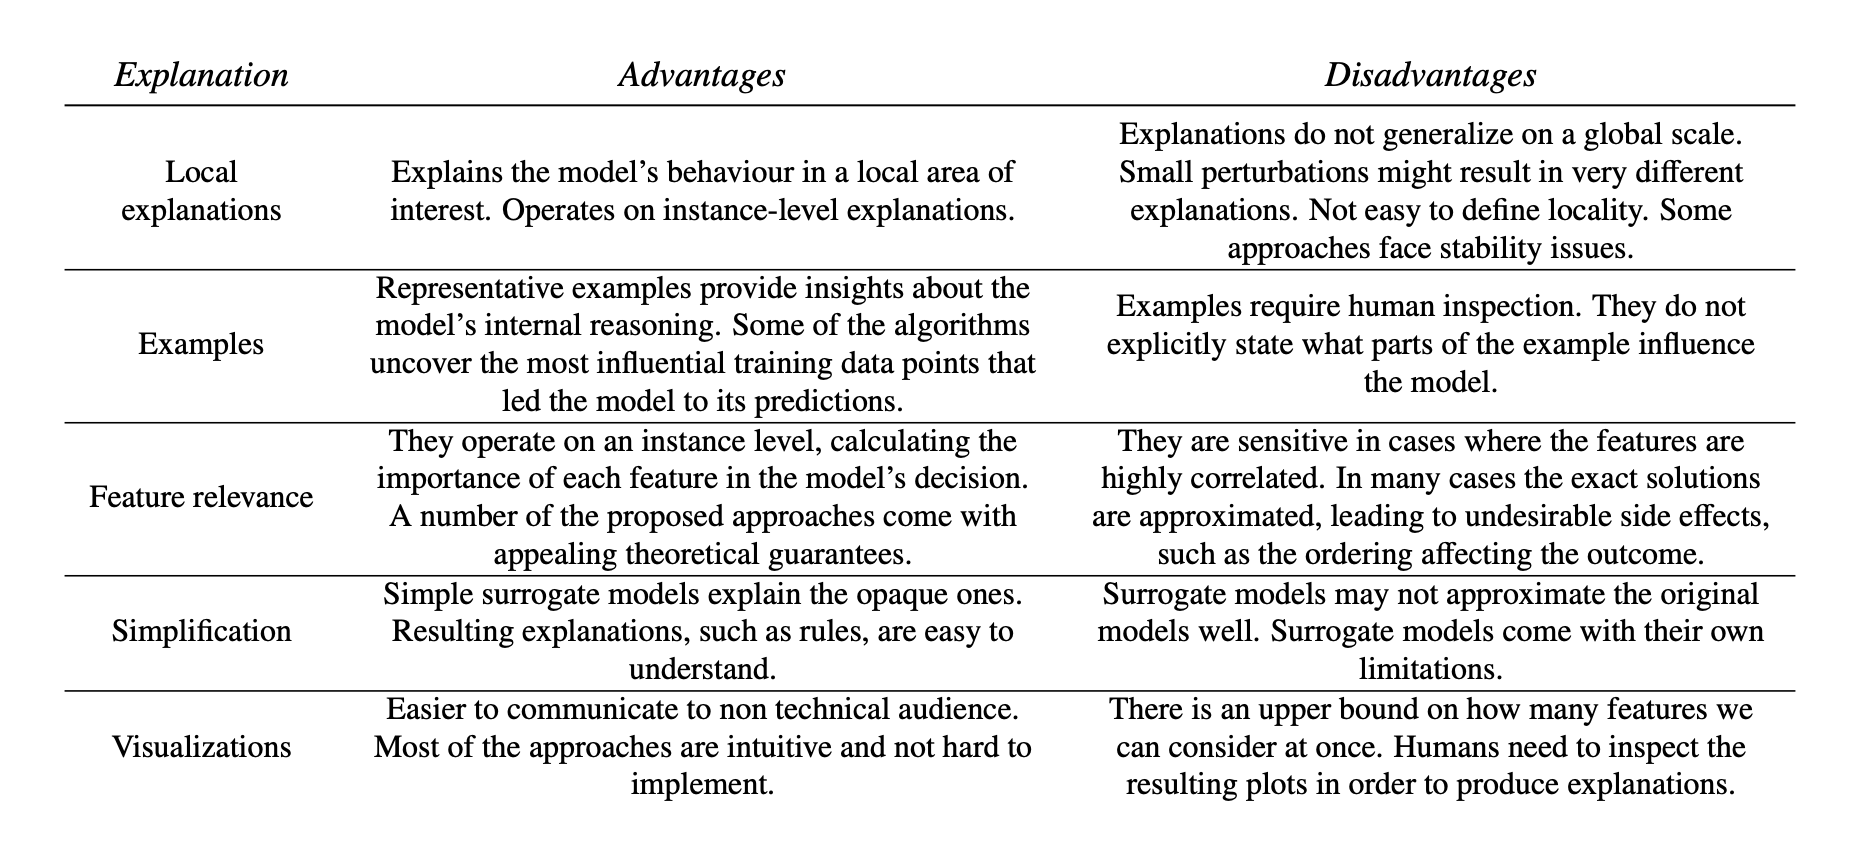 Explanation Advantages Disadvantages
Local
explanations
Explains the model's behaviour in a local area of
interest. Operates on instance-level explanations.
Explanations do not generalize on a global scale.
Small perturbations might result in very different
explanations. Not easy to define locality. Some
approaches face stability issues.
Examples
Representative examples provide insights about the
model's internal reasoning. Some of the algorithms
uncover the most influential training data points that
led the model to its predictions.
Examples require human inspection. They do not
explicitly state what parts of the example influence
the model.
Feature relevance
They operate on an instance level, calculating the
importance of each feature in the model's decision.
A number of the proposed approaches come with
appealing theoretical guarantees.
They are sensitive in cases where the features are
highly correlated. In many cases the exact solutions
are approximated, leading to undesirable side effects,
such as the ordering affecting the outcome.
Simplification
Simple surrogate models explain the opaque ones.
Resulting explanations, such as rules, are easy to
understand.
Surrogate models may not approximate the original
models well. Surrogate models come with their own
limitations.
Visualizations
Easier to communicate to non technical audience.
Most of the approaches are intuitive and not hard to
implement.
There is an upper bound on how many features we
can consider at once. Humans need to inspect the
resulting plots in order to produce explanations.